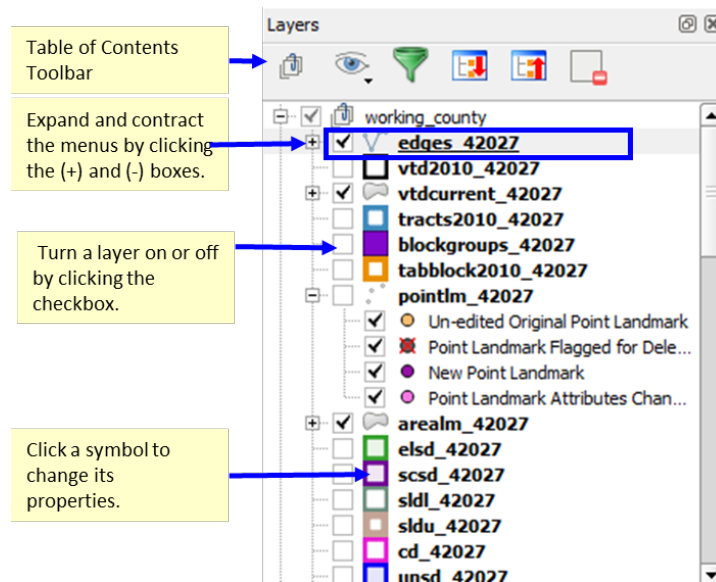 Layers
Table of Contents
Toolbar
Expand and contract
the menus by clicking
the (+) and (-) boxes.
Turn a layer on or off
by clicking the
checkbox.
Click a symbol to
change its
properties.
working_county
edges_42027
vtd2010_42027
vtdcurrent_42027
tracts2010_42027
blockgroups_42027
tabblock2010_42027
pointlm_42027
Un-edited Original Point Landmark
Point Landmark Flagged for Dele...
New Point Landmark
Point Landmark Attributes Chan...
arealm_42027
elsd_42027
scsd_42027
sldl_42027
sldu_42027
cd_42027
unsd_42027